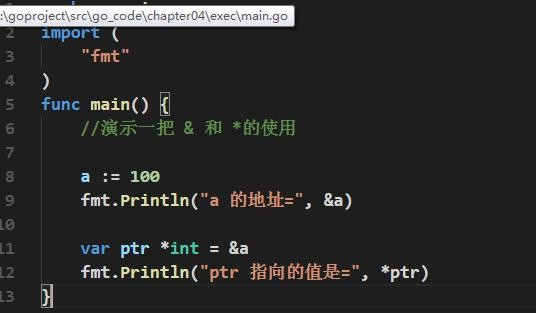 :\goproject\src\go_code\chapter04\exec\main.go
2 import (
3 "fmt"
4 )
5 func main() {
6 //演示一把 & 和 *的使用
7
8 a := 100
9 fmt.Println("a 的地址=", &a)
10
11 var ptr *int = &a
12 fmt.Println("ptr 指向的值是=", *ptr)
13 }